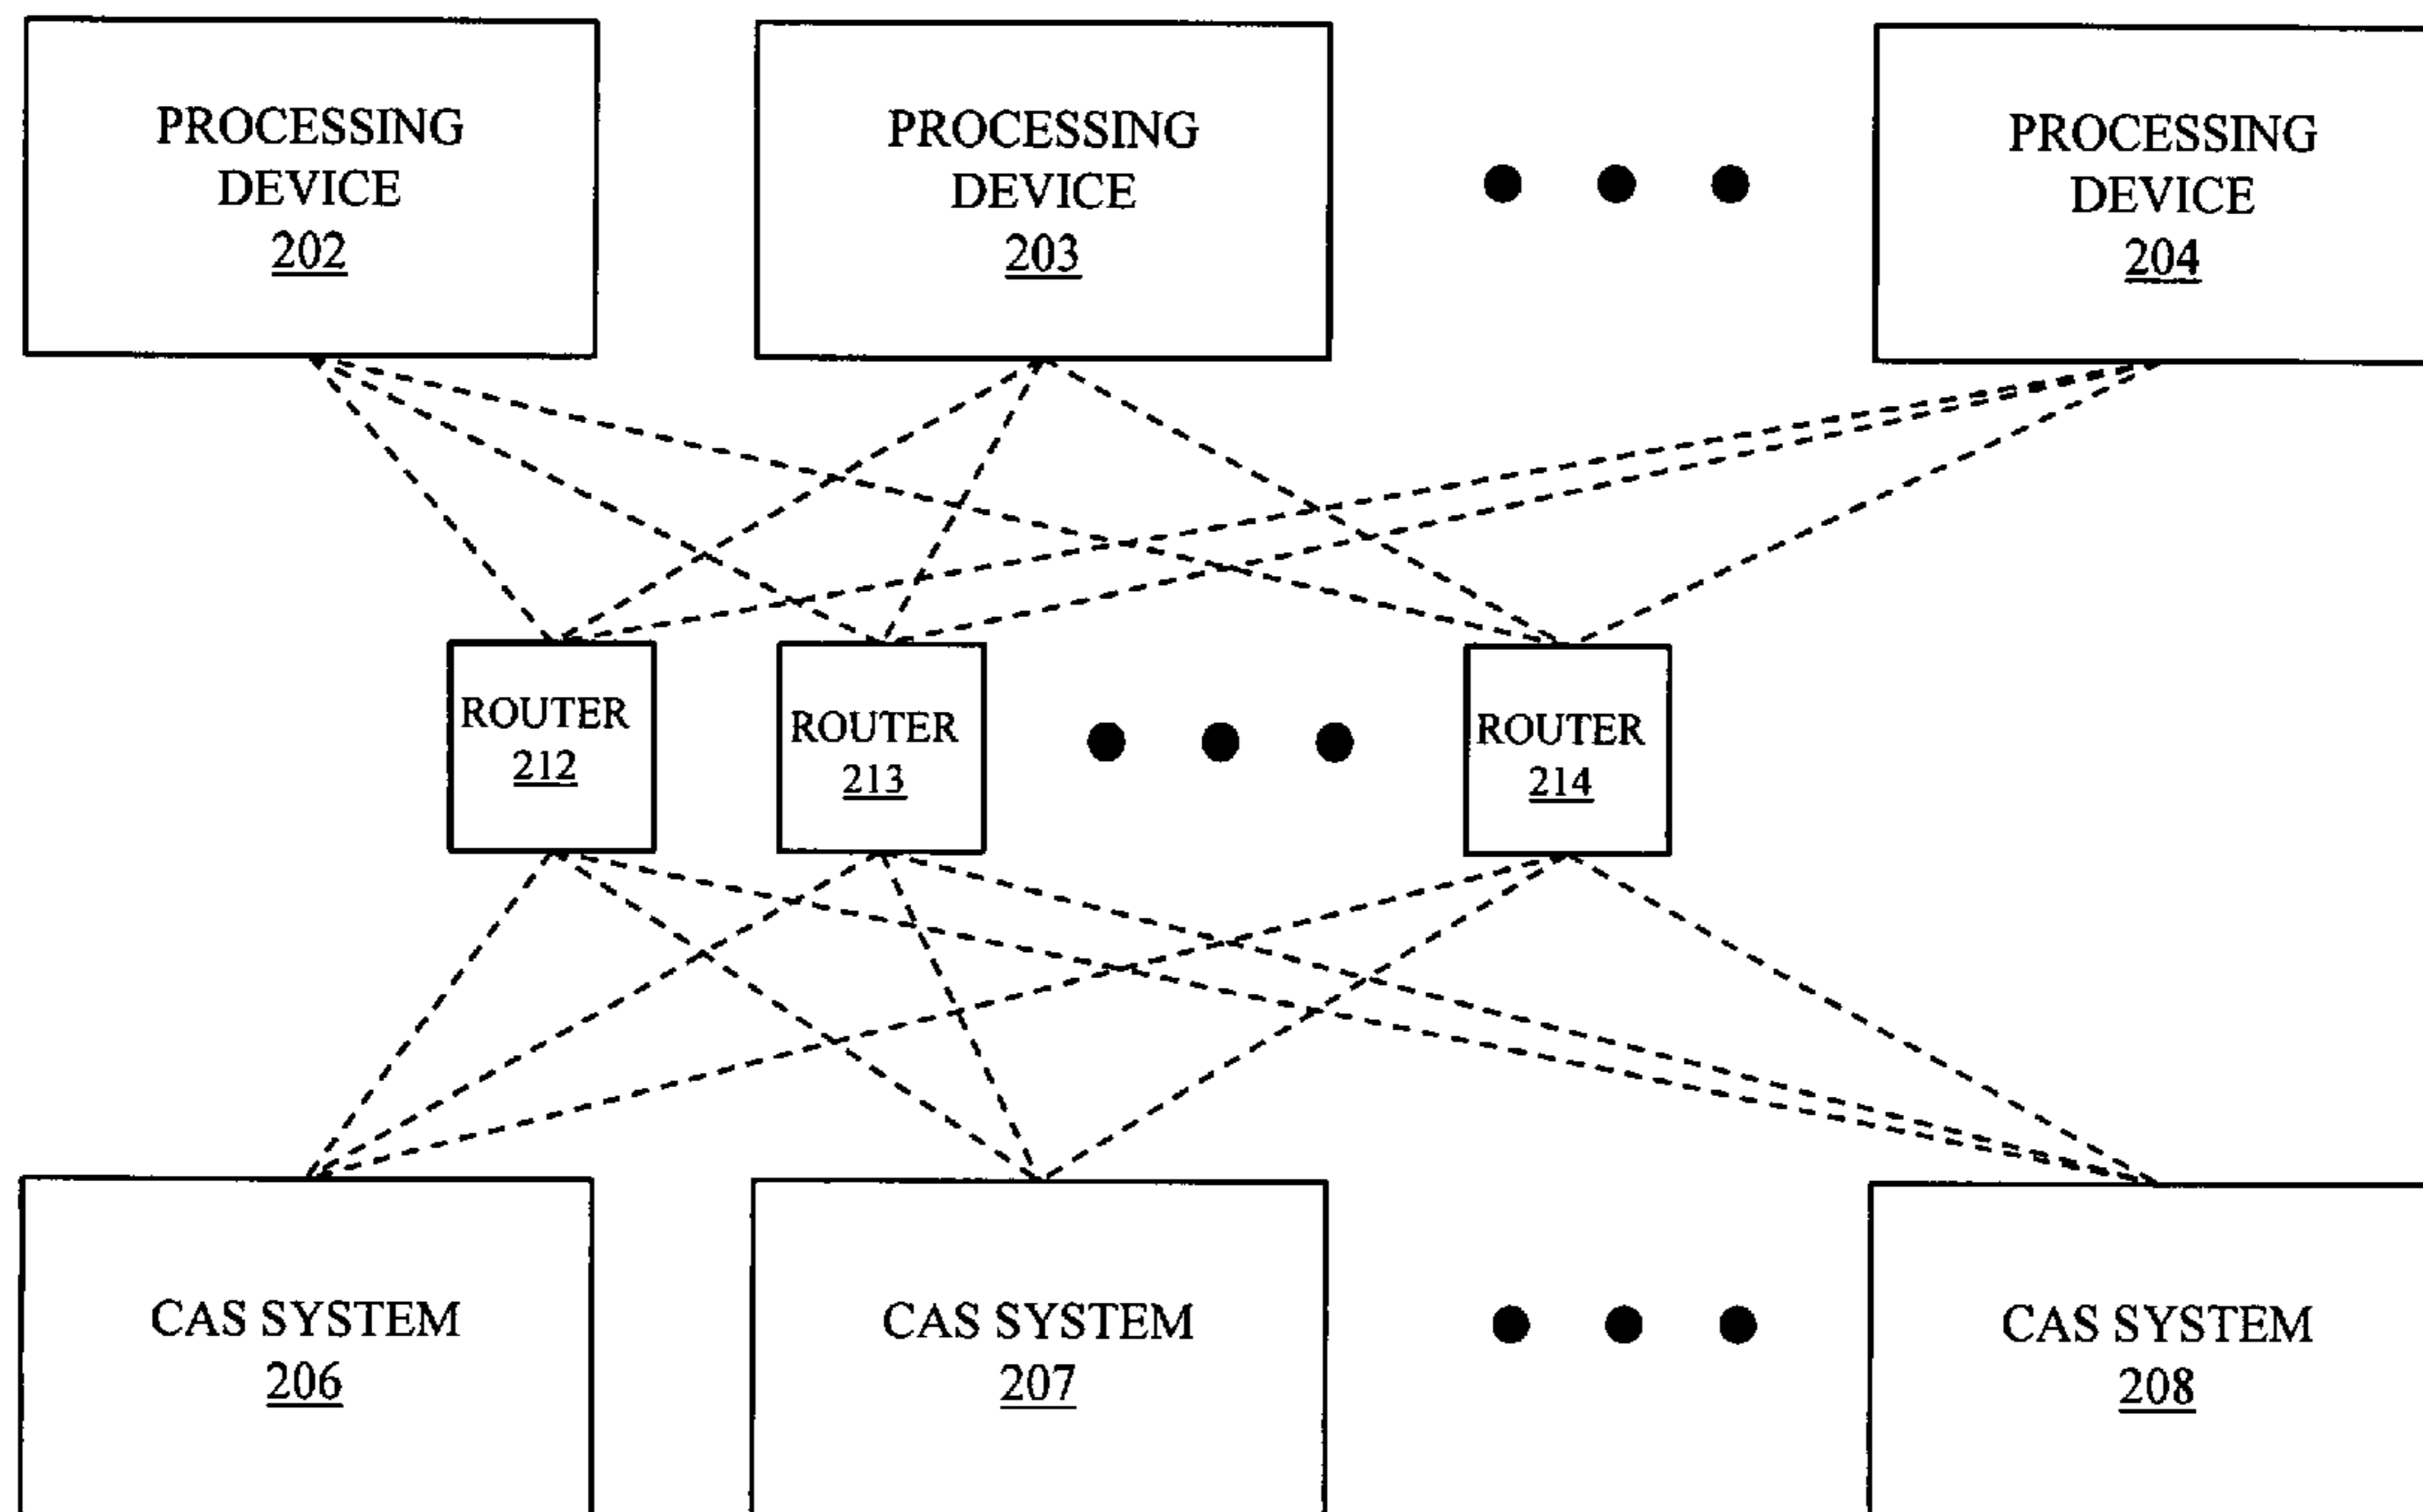 PROCESSING
DEVICE
202
PROCESSING
DEVICE
203
PROCESSING
DEVICE
204
ROUTER
212
ROUTER
213
ROUTER
214
CAS SYSTEM
206
CAS SYSTEM
207
CAS SYSTEM
208